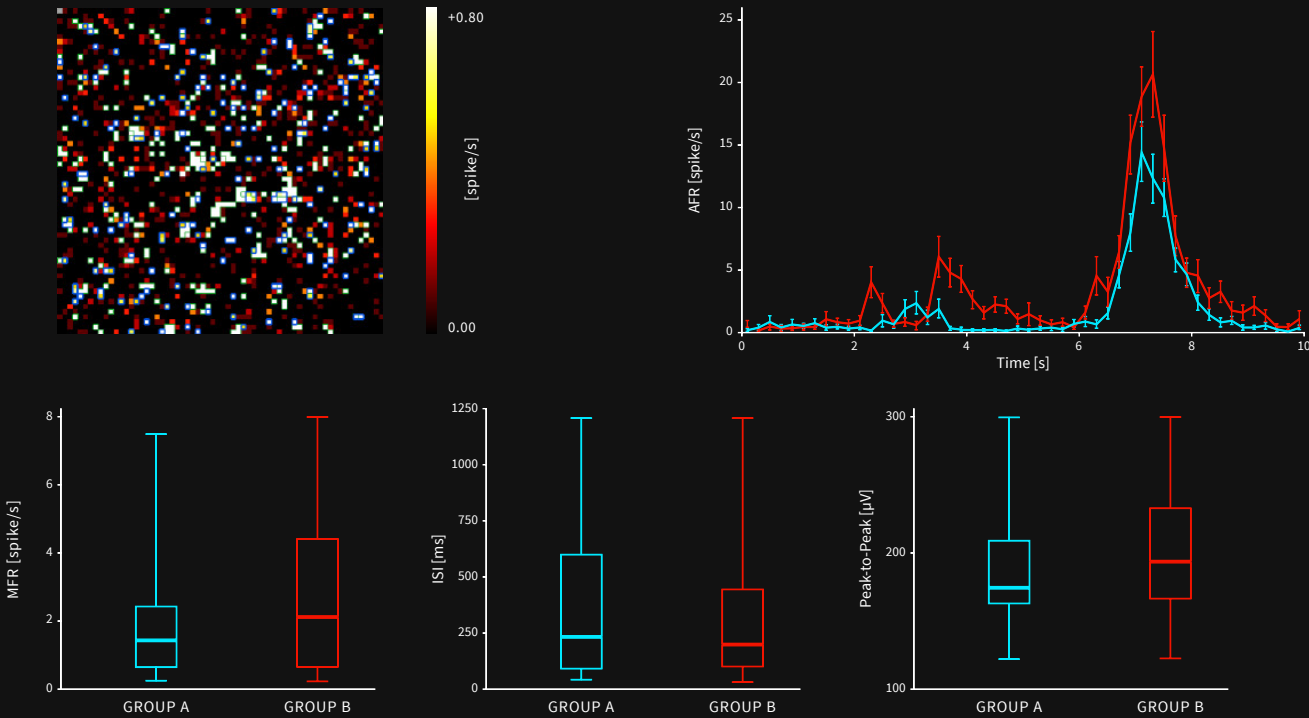 +0.80
[spike/s]
0.00
25
20
15
10
5
0
AFR [spike/s]
0
2
4
6
8
10
Time [s]
8
6
4
2
0
MFR [spike/s]
GROUP A
GROUP B
1250
1000
750
500
250
0
ISI [ms]
GROUP A
GROUP B
300
200
100
Peak-to-Peak [µV]
GROUP A
GROUP B